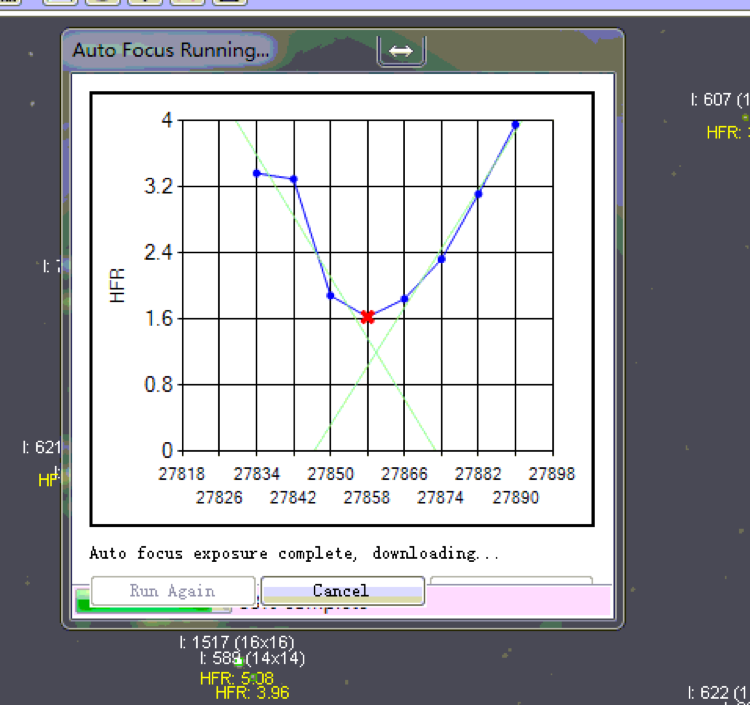 Auto Focus Running...
I: 607 (1
HFR:
4
3.2
2.4
1.6
0.8
0
HFR
27818 27834 27850 27866 27882 27898
27826 27842 27858 27874 27890
I: 621
HF
Auto focus exposure complete, downloading...
Run Again
Cancel
I: 1517 (16x16)
I: 589 (14x14)
HFR: 5.08
HFR: 3.96
I: 622 (1